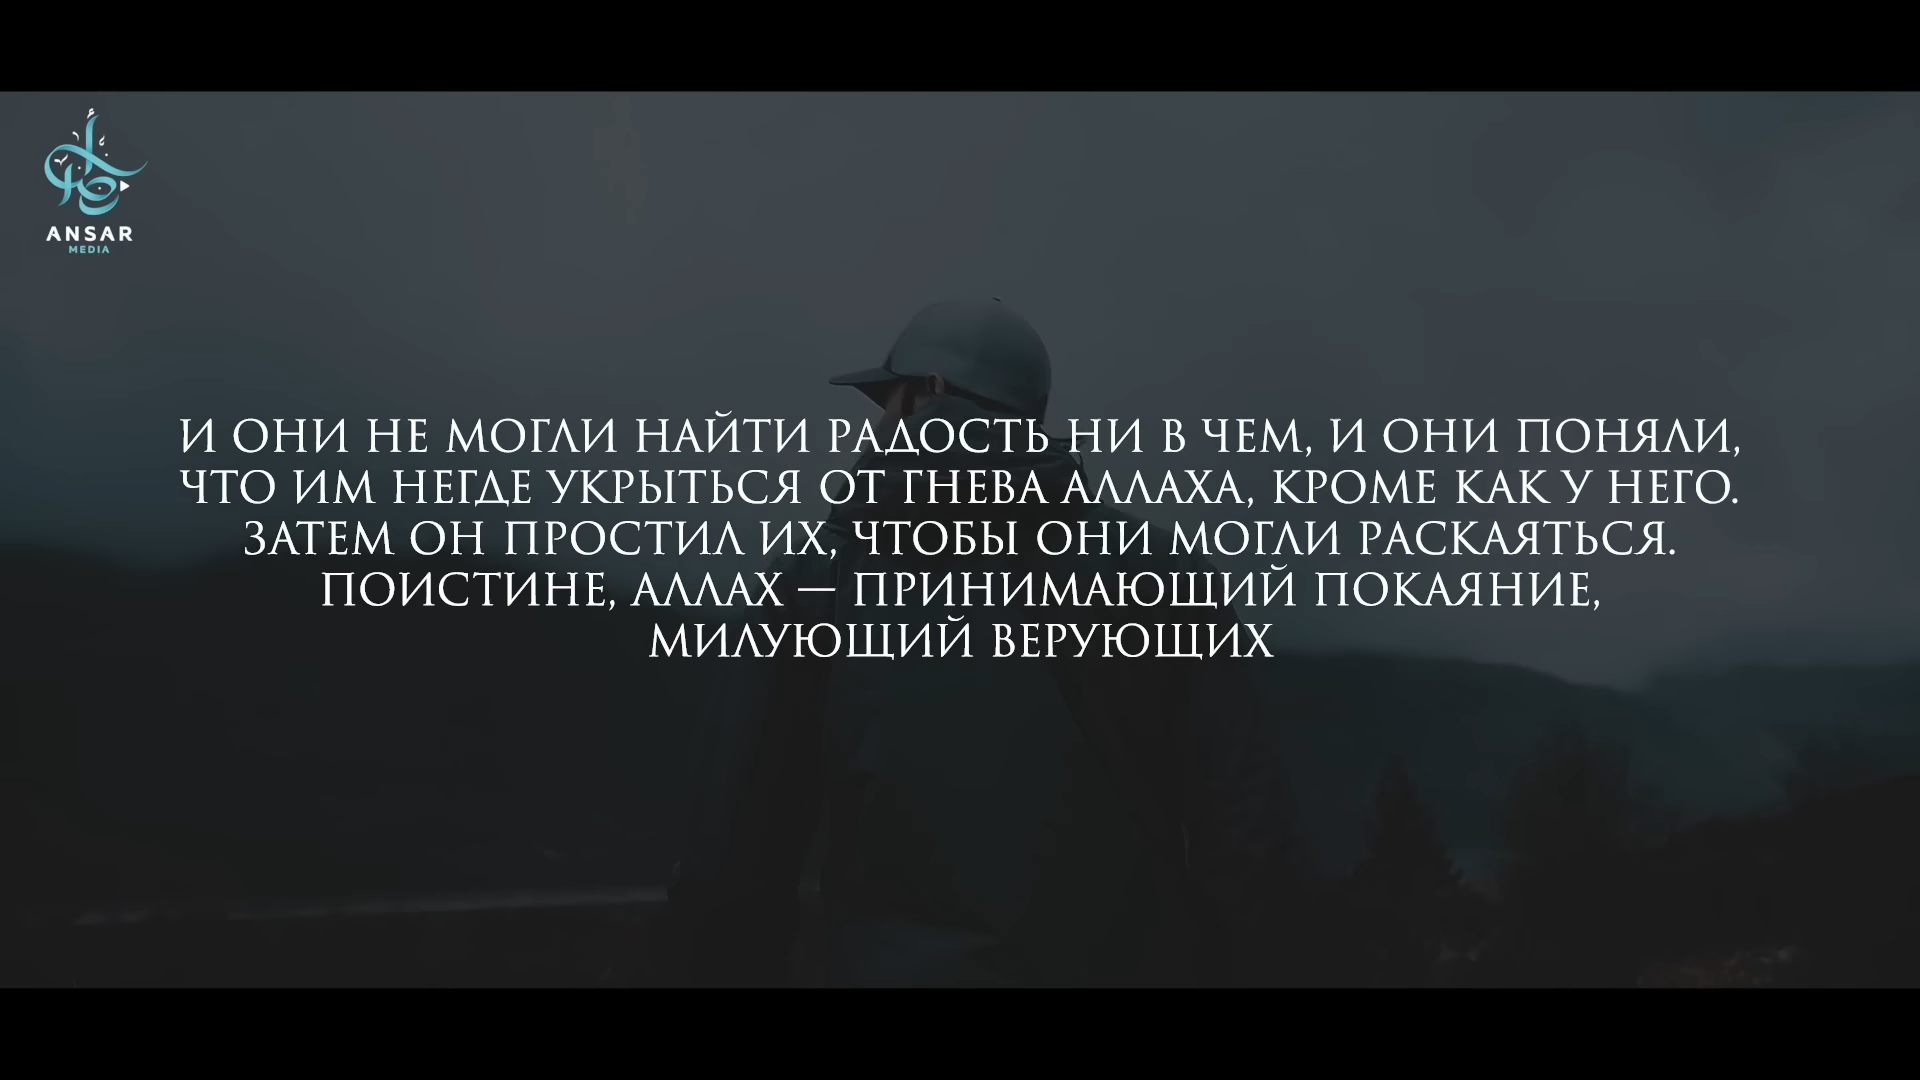 ANSAR
MEDIA
И ОНИ НЕ МОГЛИ НАЙТИ РАДОСТЬ НИ В ЧЕМ, И ОНИ ПОНЯЛИ,
ЧТО ИМ НЕГДЕ УКРЫТЬСЯ ОТ ГНЕВА АЛЛАХА, КРОМЕ КАК У НЕГО.
ЗАТЕМ ОН ПРОСТИЛ ИХ, ЧТОБЫ ОНИ МОГЛИ РАСКАЯТЬСЯ.
ПОИСТИНЕ, АЛЛАХ — ПРИНИМАЮЩИЙ ПОКАЯНИЕ,
МИЛУЮЩИЙ ВЕРУЮЩИХ